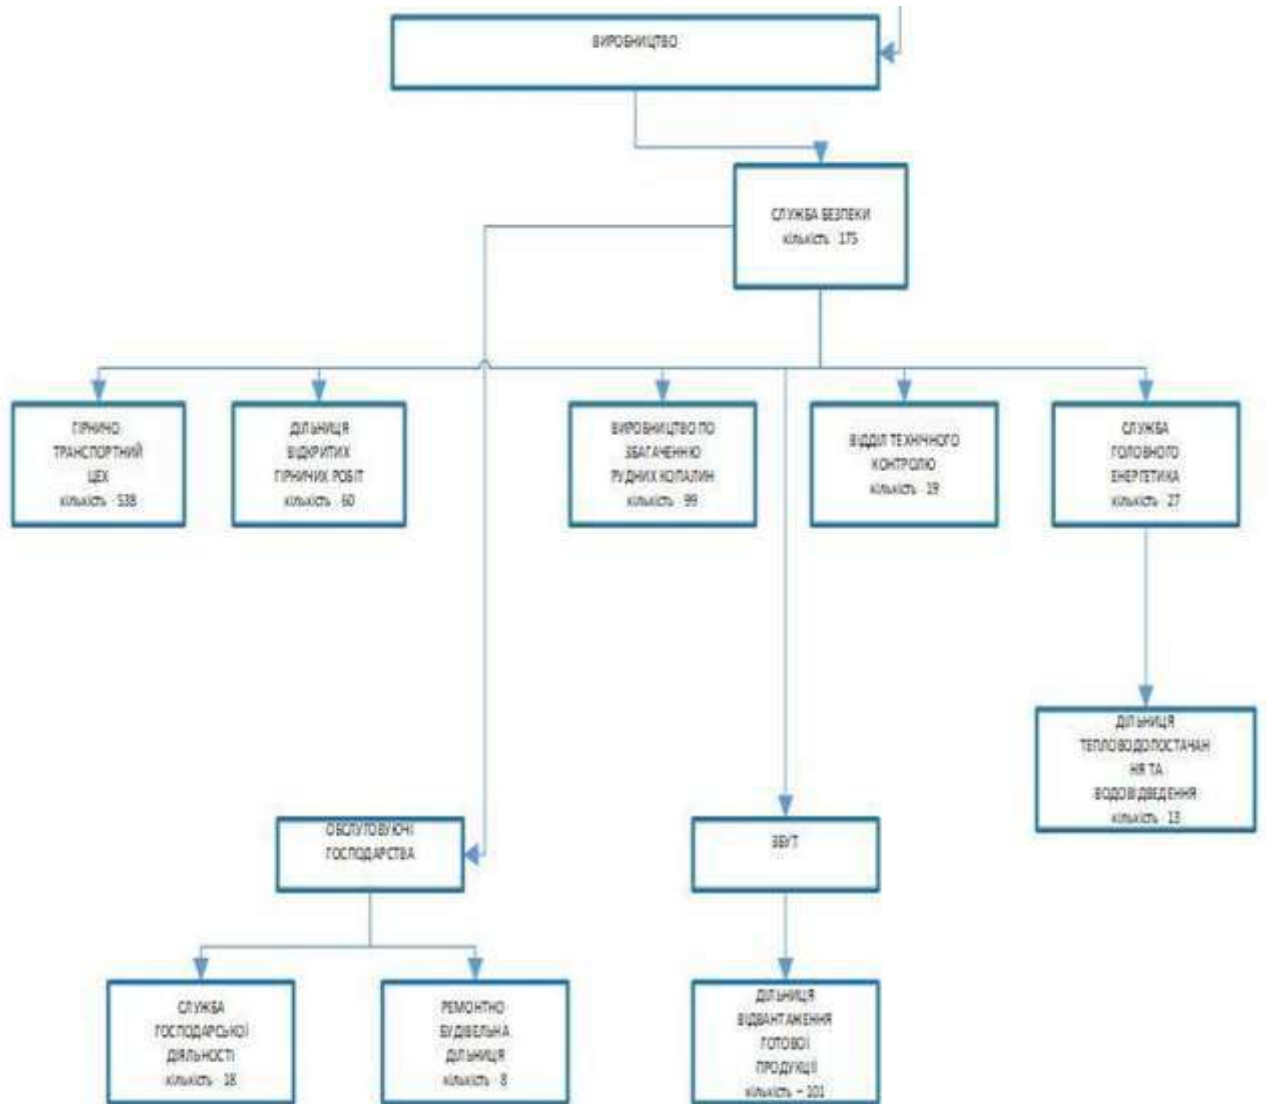 ВИРОБНИЦТВО
СЛУЖБА БЕЗПЕКИ
кількість 175
ГІРНИЧО
ТРАНСПОРТНИЙ
ЦЕХ
кількість 538
ДІЛЬНИЦЯ
ВІДКРИТИХ
ГІРНИЧИХ РОБІТ
кількість 60
ВИРОБНИЦТВО ПО
ЗБАГАЧЕННЮ
РУДНИХ КОПАЛИН
кількість 99
ВІДДІЛ ТЕХНІЧНОГО
КОНТРОЛЮ
кількість 19
СЛУЖБА
ГОЛОВНОГО
ЕНЕРГЕТИКА
кількість 27
ДІЛЬНИЦЯ
ТЕПЛОВОДОПОСТАЧАН
НЯ ТА
ВОДОВІДВЕДЕННЯ
кількість 13
ОБСЛУГОВУЮЧІ
ГОСПОДАРСТВА
ЗБУТ
СЛУЖБА
ГОСПОДАРСЬКОЇ
ДІЯЛЬНОСТІ
кількість 18
РЕМОНТНО
БУДІВЕЛЬНА
ДІЛЬНИЦЯ
кількість 8
ДІЛЬНИЦЯ
ВІДВАНТАЖЕННЯ
ГОТОВОЇ
ПРОДУКЦІЇ
кількість – 101